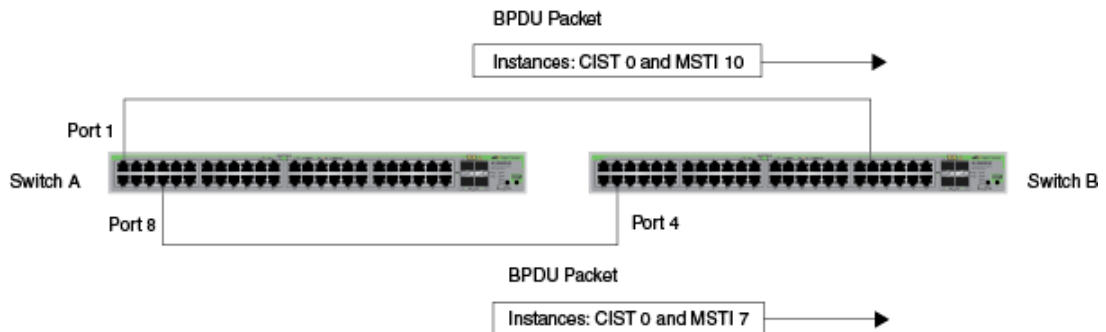 BPDU Packet
Instances: CIST 0 and MSTI 10
Port 1
Switch A
Switch B
Port 8
Port 4
BPDU Packet
Instances: CIST 0 and MSTI 7